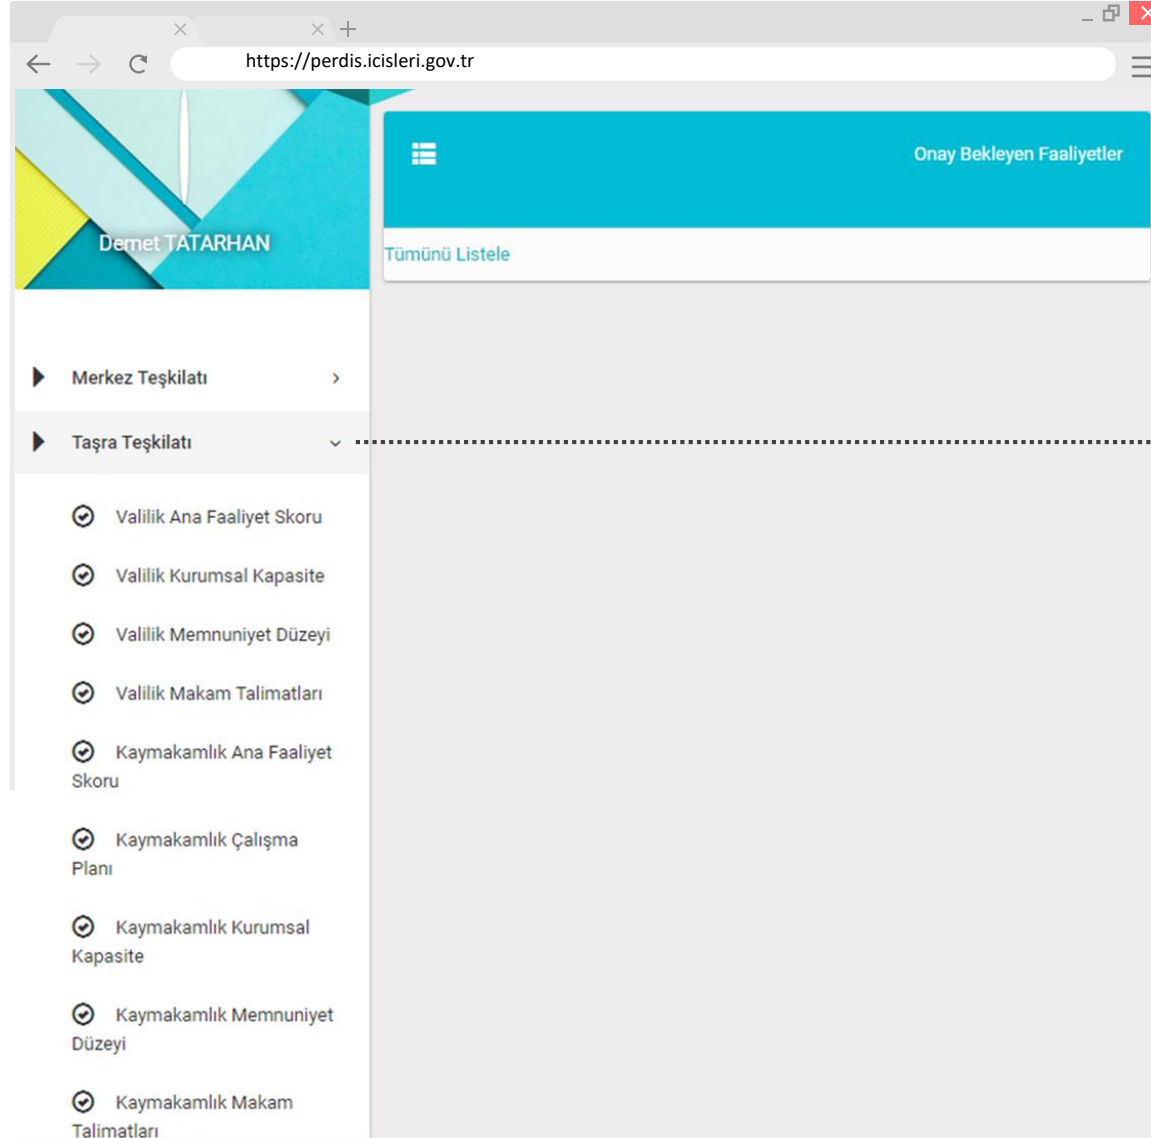 https://perdis.icisleri.gov.tr
Demet TATARHAN
Onay Bekleyen Faaliyetler
Tümünü Listele
Merkez Teşkilatı
Taşra Teşkilatı
Valilik Ana Faaliyet Skoru
Valilik Kurumsal Kapasite
Valilik Memnuniyet Düzeyi
Valilik Makam Talimatları
Kaymakamlık Ana Faaliyet
Skoru
Kaymakamlık Çalışma
Planı
Kaymakamlık Kurumsal
Kapasite
Kaymakamlık Memnuniyet
Düzeyi
Kaymakamlık Makam
Talimatları